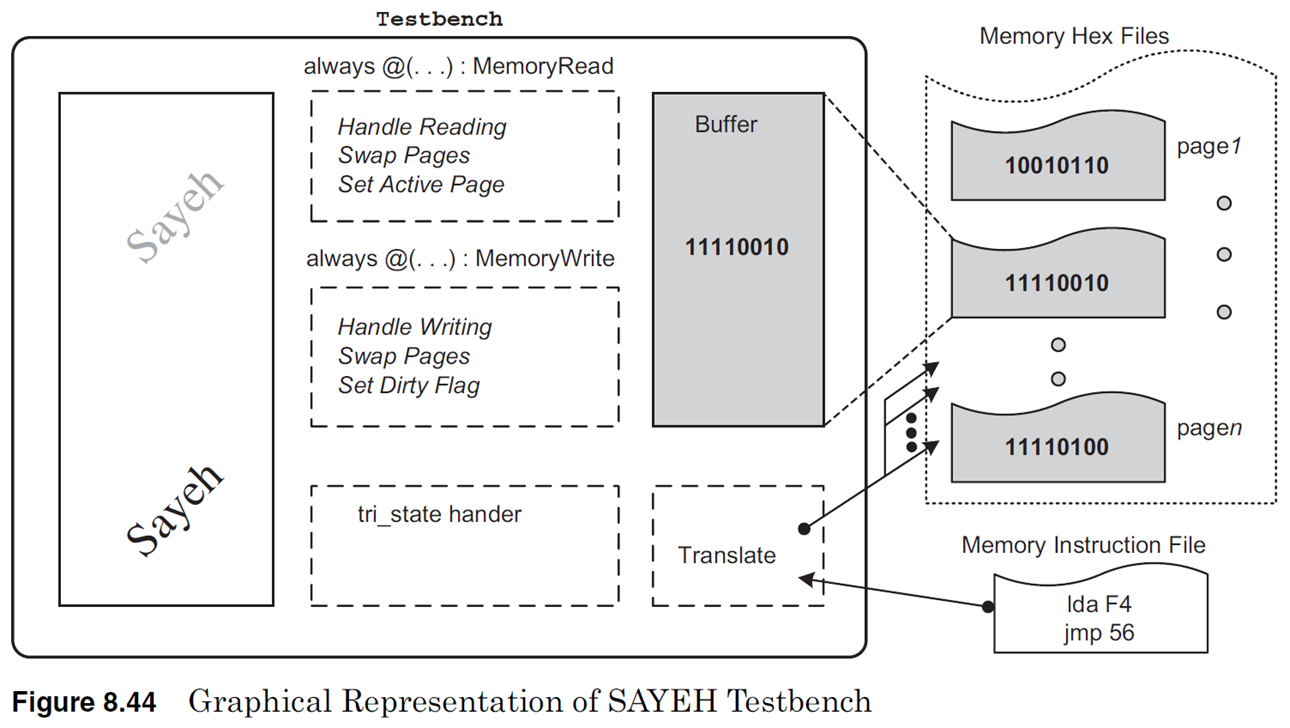 Testbench
always @(. . .) : MemoryRead
Handle Reading
Swap Pages
Set Active Page
always @(. . .) : MemoryWrite
Handle Writing
Swap Pages
Set Dirty Flag
tri_state hander
Sayeh
Sayeh
Buffer
11110010
Translate
Memory Hex Files
10010110
page1
11110010
11110100
pagen
Memory Instruction File
lda F4
jmp 56
Figure 8.44 Graphical Representation of SAYEH Testbench